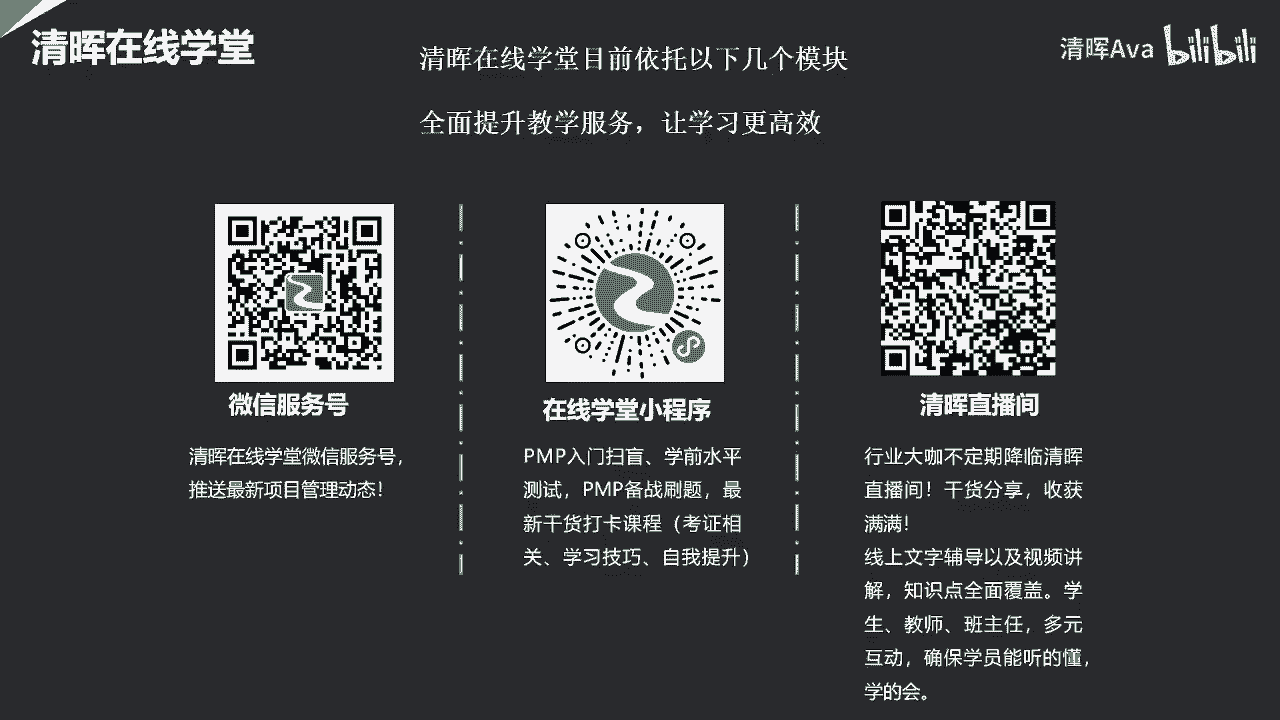 清晖在线学堂
清晖在线学堂目前依托以下几个模块
全面提升教学服务，让学习更高效
清晖Ava bilibili
微信服务号
清晖在线学堂微信服务号，
推送最新项目管理动态！
在线学堂小程序
PMP入门扫盲、学前水平
测试，PMP备战刷题，最
新干货打卡课程（考证相
关、学习技巧、自我提升）
清晖直播间
行业大咖不定期降临清晖
直播间！干货分享，收获
满满！
线上文字辅导以及视频讲
解，知识点全面覆盖。学
生、教师、班主任，多元
互动，确保学员能听的懂，
学的会。